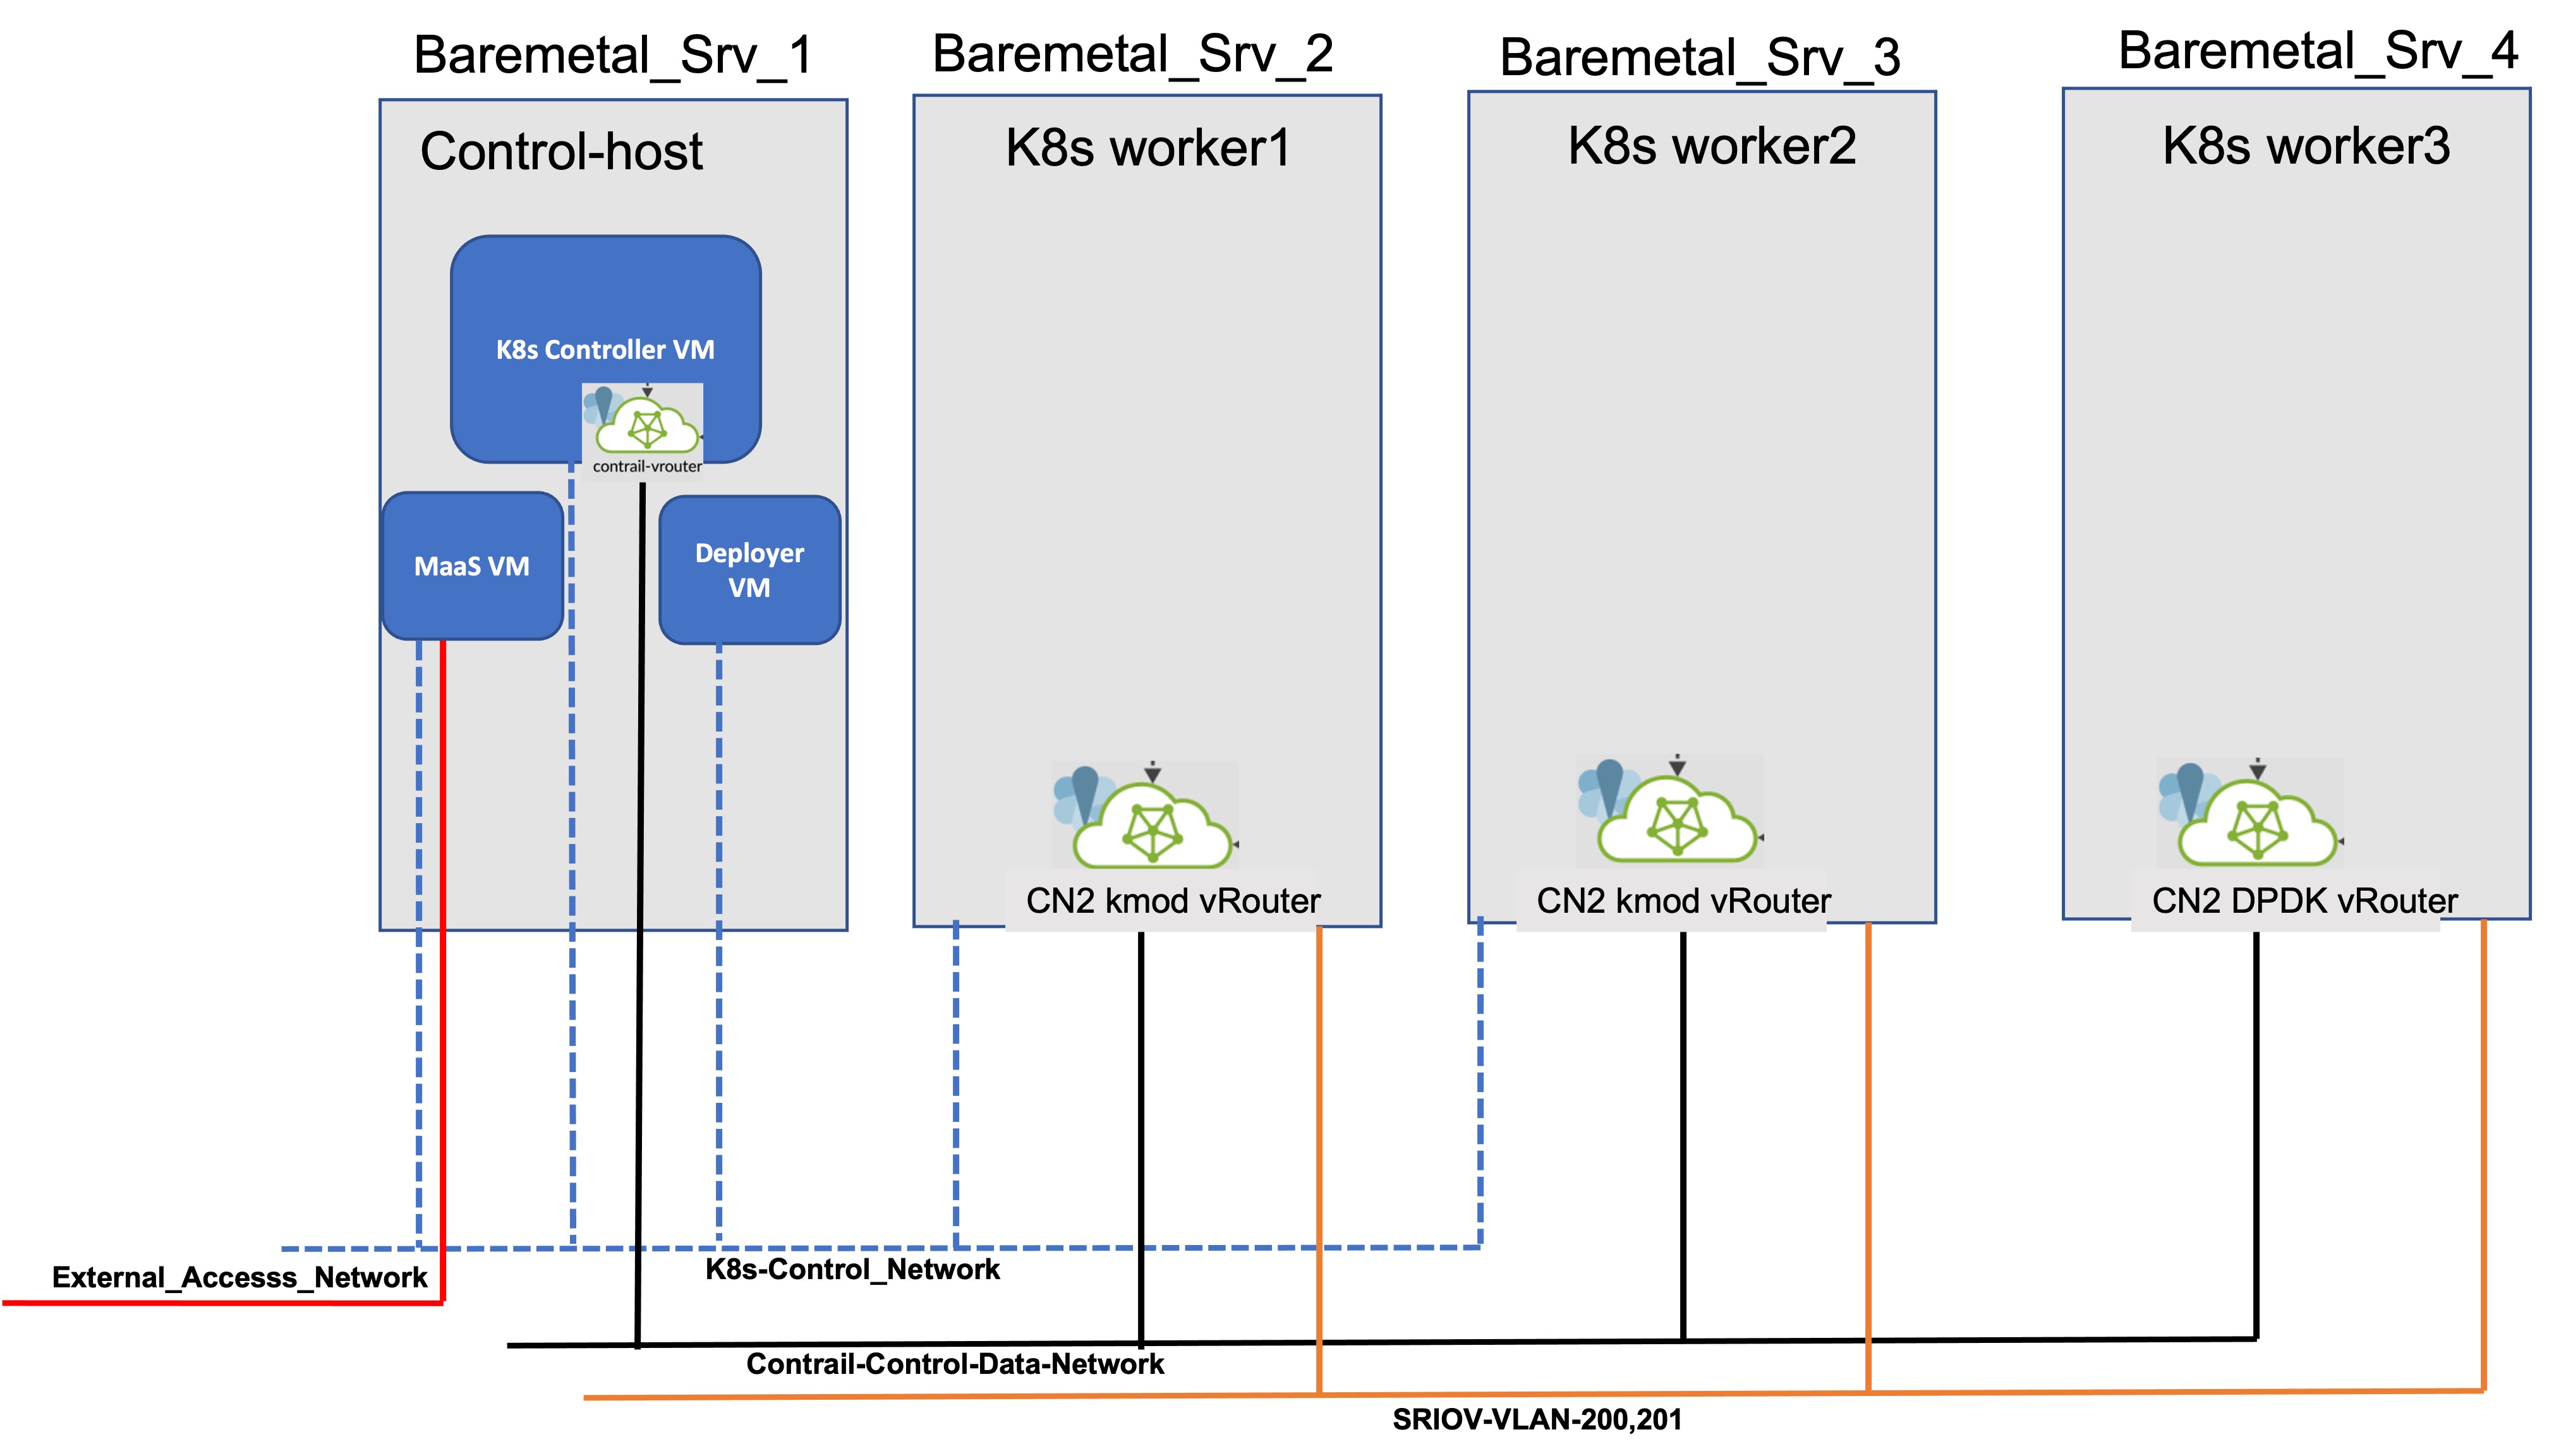 Baremetal_Srv_1
Baremetal_Srv_2
Baremetal_Srv_3
Baremetal_Srv_4
Control-host
K8s worker1
K8s worker2
K8s worker3
K8s Controller VM
contrail-vrouter
MaaS VM
Deployer
VM
CN2 kmod vRouter
CN2 kmod vRouter
CN2 DPDK vRouter
External_Accesss_Network
K8s-Control_Network
Contrail-Control-Data-Network
SRIOV-VLAN-200,201